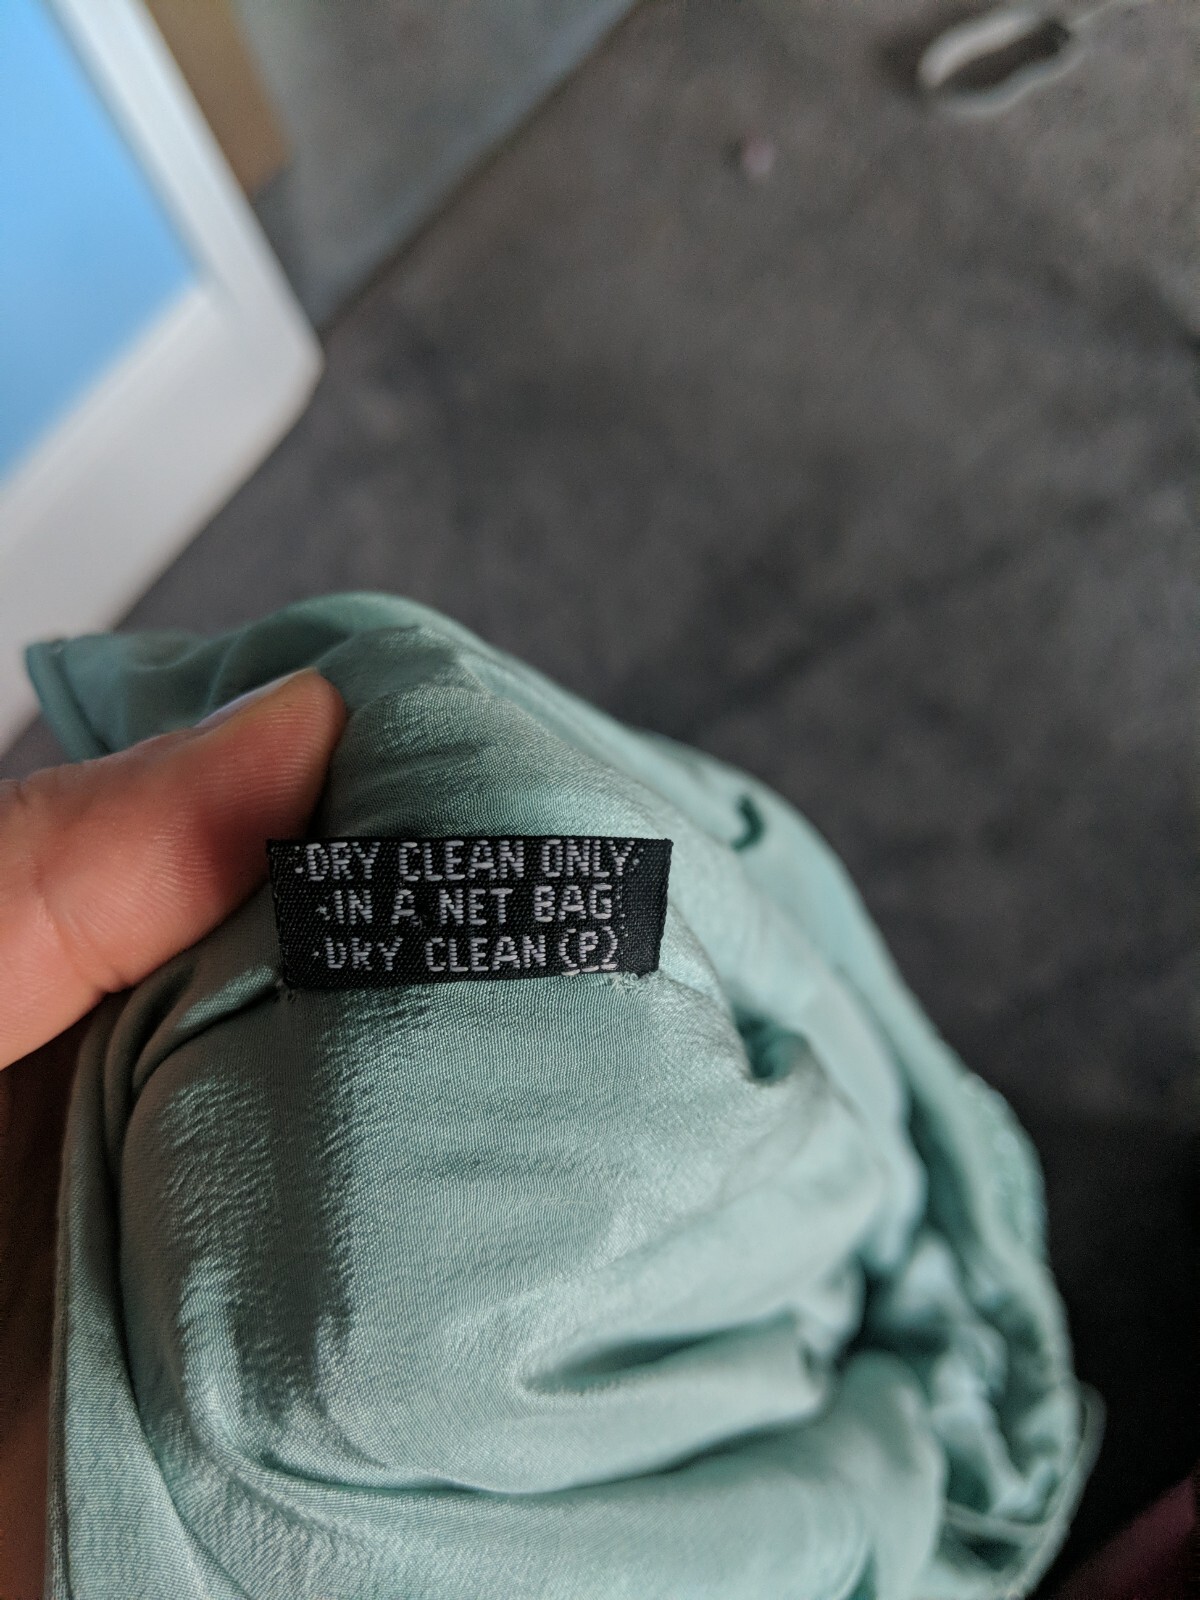 ·DRY CLEAN ONLY·
·IN A NET BAG·
·DRY CLEAN (P)